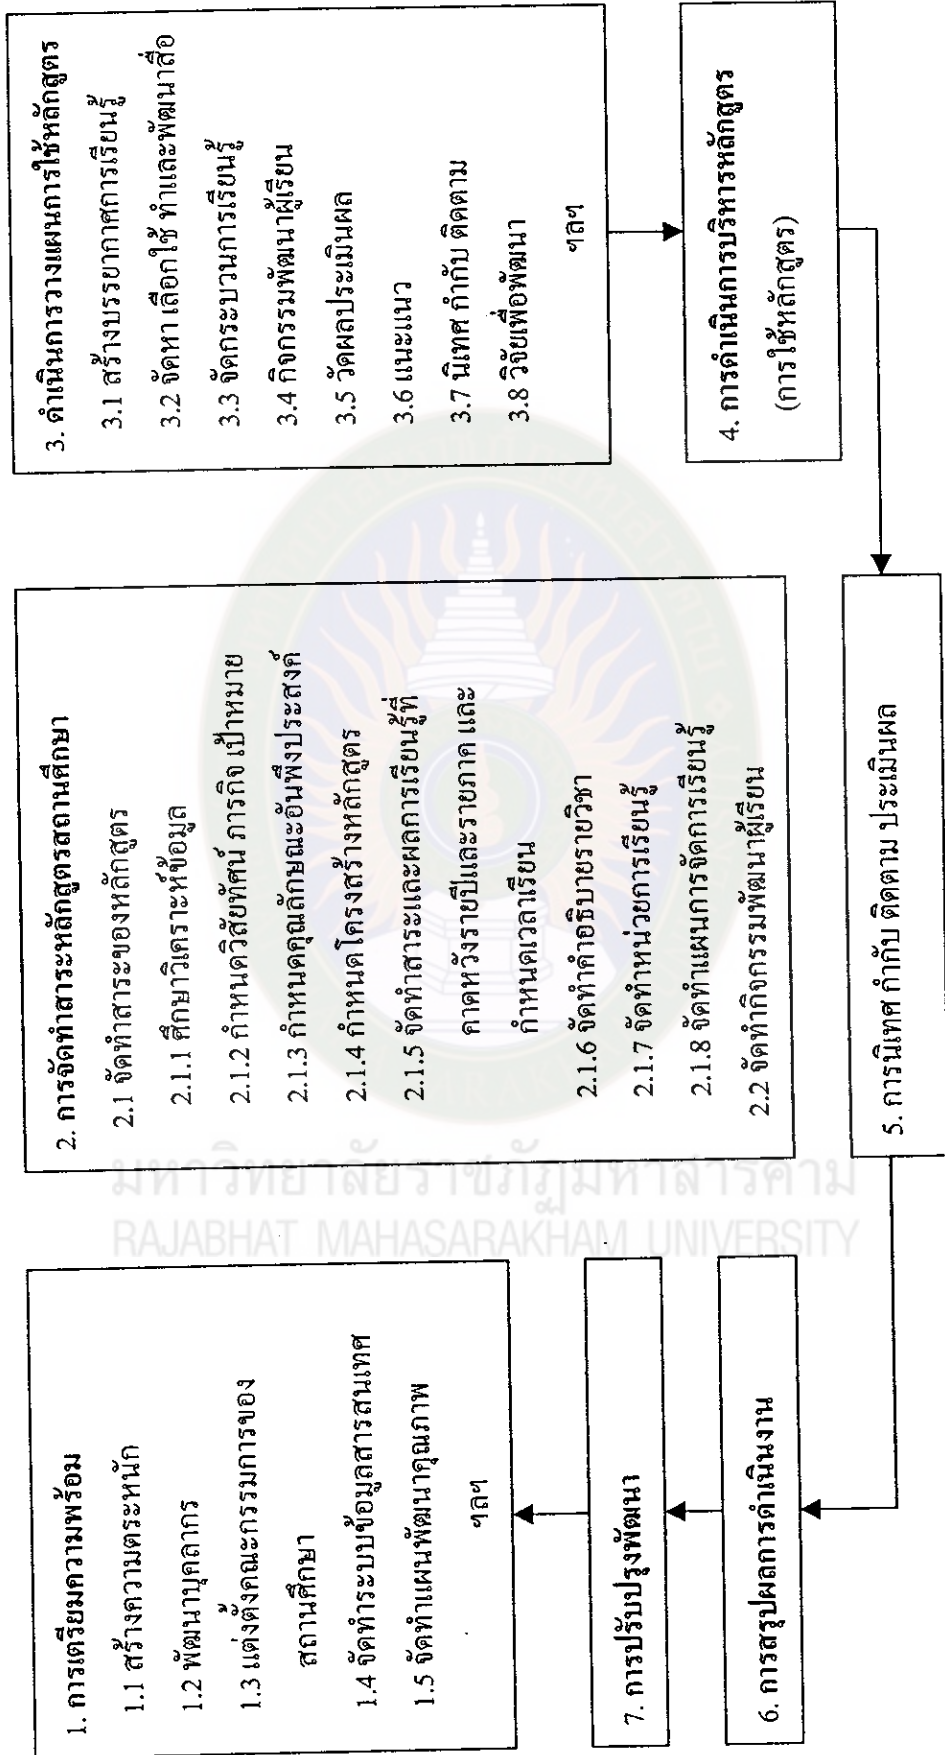 1. การเตรียมความพร้อม
1.1 สร้างความตระหนัก
1.2 พัฒนาบุคลากร
1.3 แต่งตั้งคณะกรรมการของ
สถานศึกษา
1.4 จัดทำระบบข้อมูลสารสนเทศ
1.5 จัดทำแผนพัฒนาคุณภาพ
ฯลฯ
2. การจัดทำสาระหลักสูตรสถานศึกษา
2.1 จัดทำสาระของหลักสูตร
2.1.1 ศึกษาวิเคราะห์ข้อมูล
2.1.2 กำหนดวิสัยทัศน์ ภารกิจ เป้าหมาย
2.1.3 กำหนดคุณลักษณะอันพึงประสงค์
2.1.4 กำหนดโครงสร้างหลักสูตร
2.1.5 จัดทำสาระและผลการเรียนรู้ที่
คาดหวังรายปีและรายภาค และ
กำหนดเวลาเรียน
2.1.6 จัดทำคำอธิบายรายวิชา
2.1.7 จัดทำหน่วยการเรียนรู้
2.1.8 จัดทำแผนการจัดการเรียนรู้
2.2 จัดทำกิจกรรมพัฒนาผู้เรียน
3. ดำเนินการวางแผนการใช้หลักสูตร
3.1 สร้างบรรยากาศการเรียนรู้
3.2 จัดหา เลือกใช้ ทำและพัฒนาสื่อ
3.3 จัดกระบวนการเรียนรู้
3.4 กิจกรรมพัฒนาผู้เรียน
3.5 วัดผลประเมินผล
3.6 แนะแนว
3.7 นิเทศ กำกับ ติดตาม
3.8 วิจัยเพื่อพัฒนา
ฯลฯ
4. การดำเนินการบริหารหลักสูตร
(การใช้หลักสูตร)
5. การนิเทศ กำกับ ติดตาม ประเมินผล
6. การสรุปผลการดำเนินงาน
7. การปรับปรุงพัฒนา
มหาวิทยาลัยราชภัฏมหาสารคาม
RAJABHAT MAHASARAKHAM UNIVERSITY